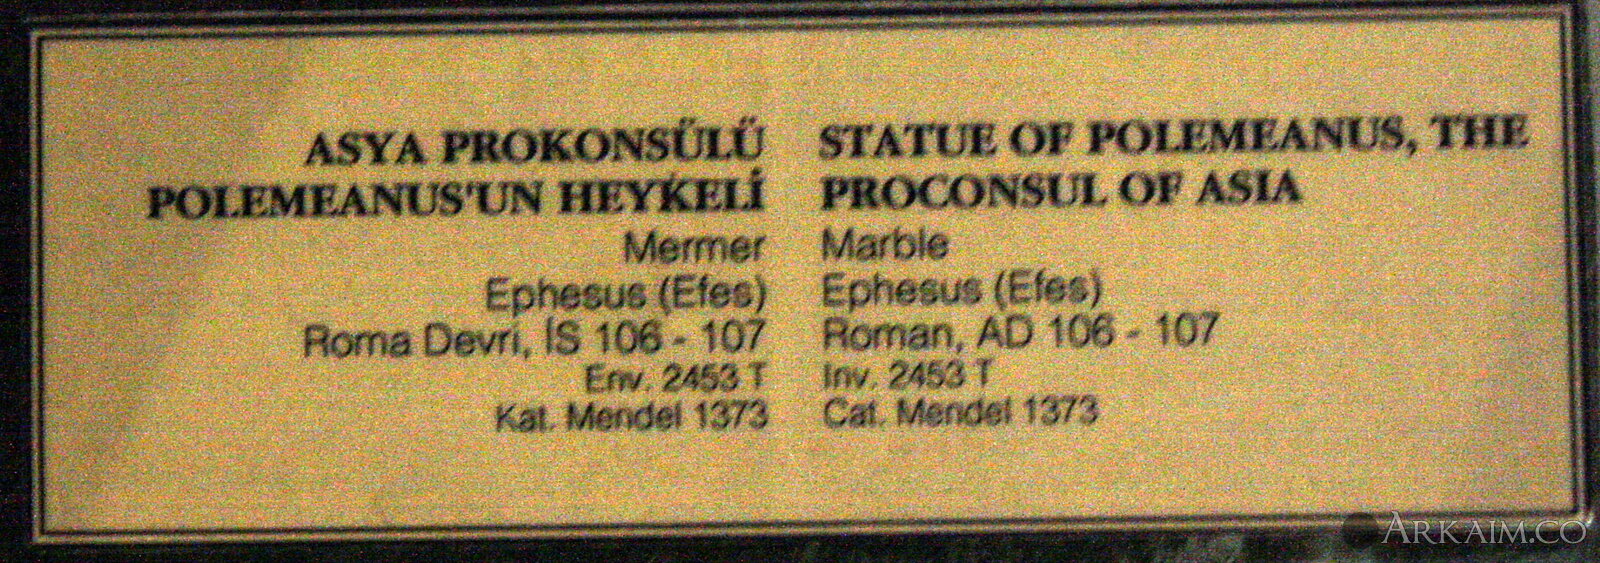 ASYA PROKONSÜLÜ
POLEMEANUS'UN HEYKELİ
Mermer
Ephesus (Efes)
Roma Devri, İS 106 - 107
Env. 2453 T
Kat. Mendel 1373
STATUE OF POLEMEANUS, THE
PROCONSUL OF ASIA
Marble
Ephesus (Efes)
Roman, AD 106 - 107
Inv. 2453 T
Cat. Mendel 1373
ARKAIM.CO